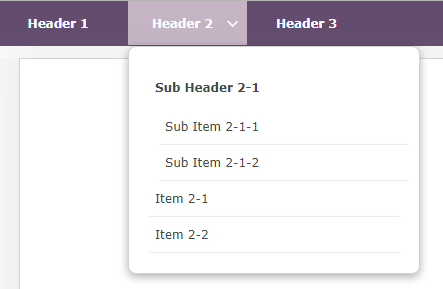 Header 1
Header 2
Header 3
Sub Header 2-1
Sub Item 2-1-1
Sub Item 2-1-2
Item 2-1
Item 2-2